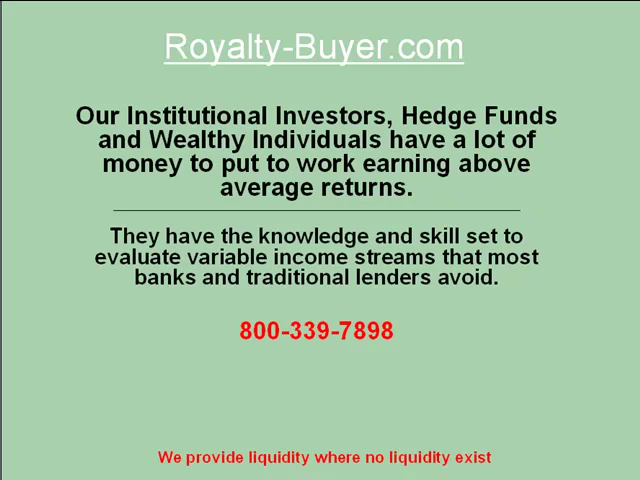 Royalty-Buyer.com
Our Institutional Investors, Hedge Funds
and Wealthy Individuals have a lot of
money to put to work earning above
average returns.
They have the knowledge and skill set to
evaluate variable income streams that most
banks and traditional lenders avoid.
800-339-7898
We provide liquidity where no liquidity exist